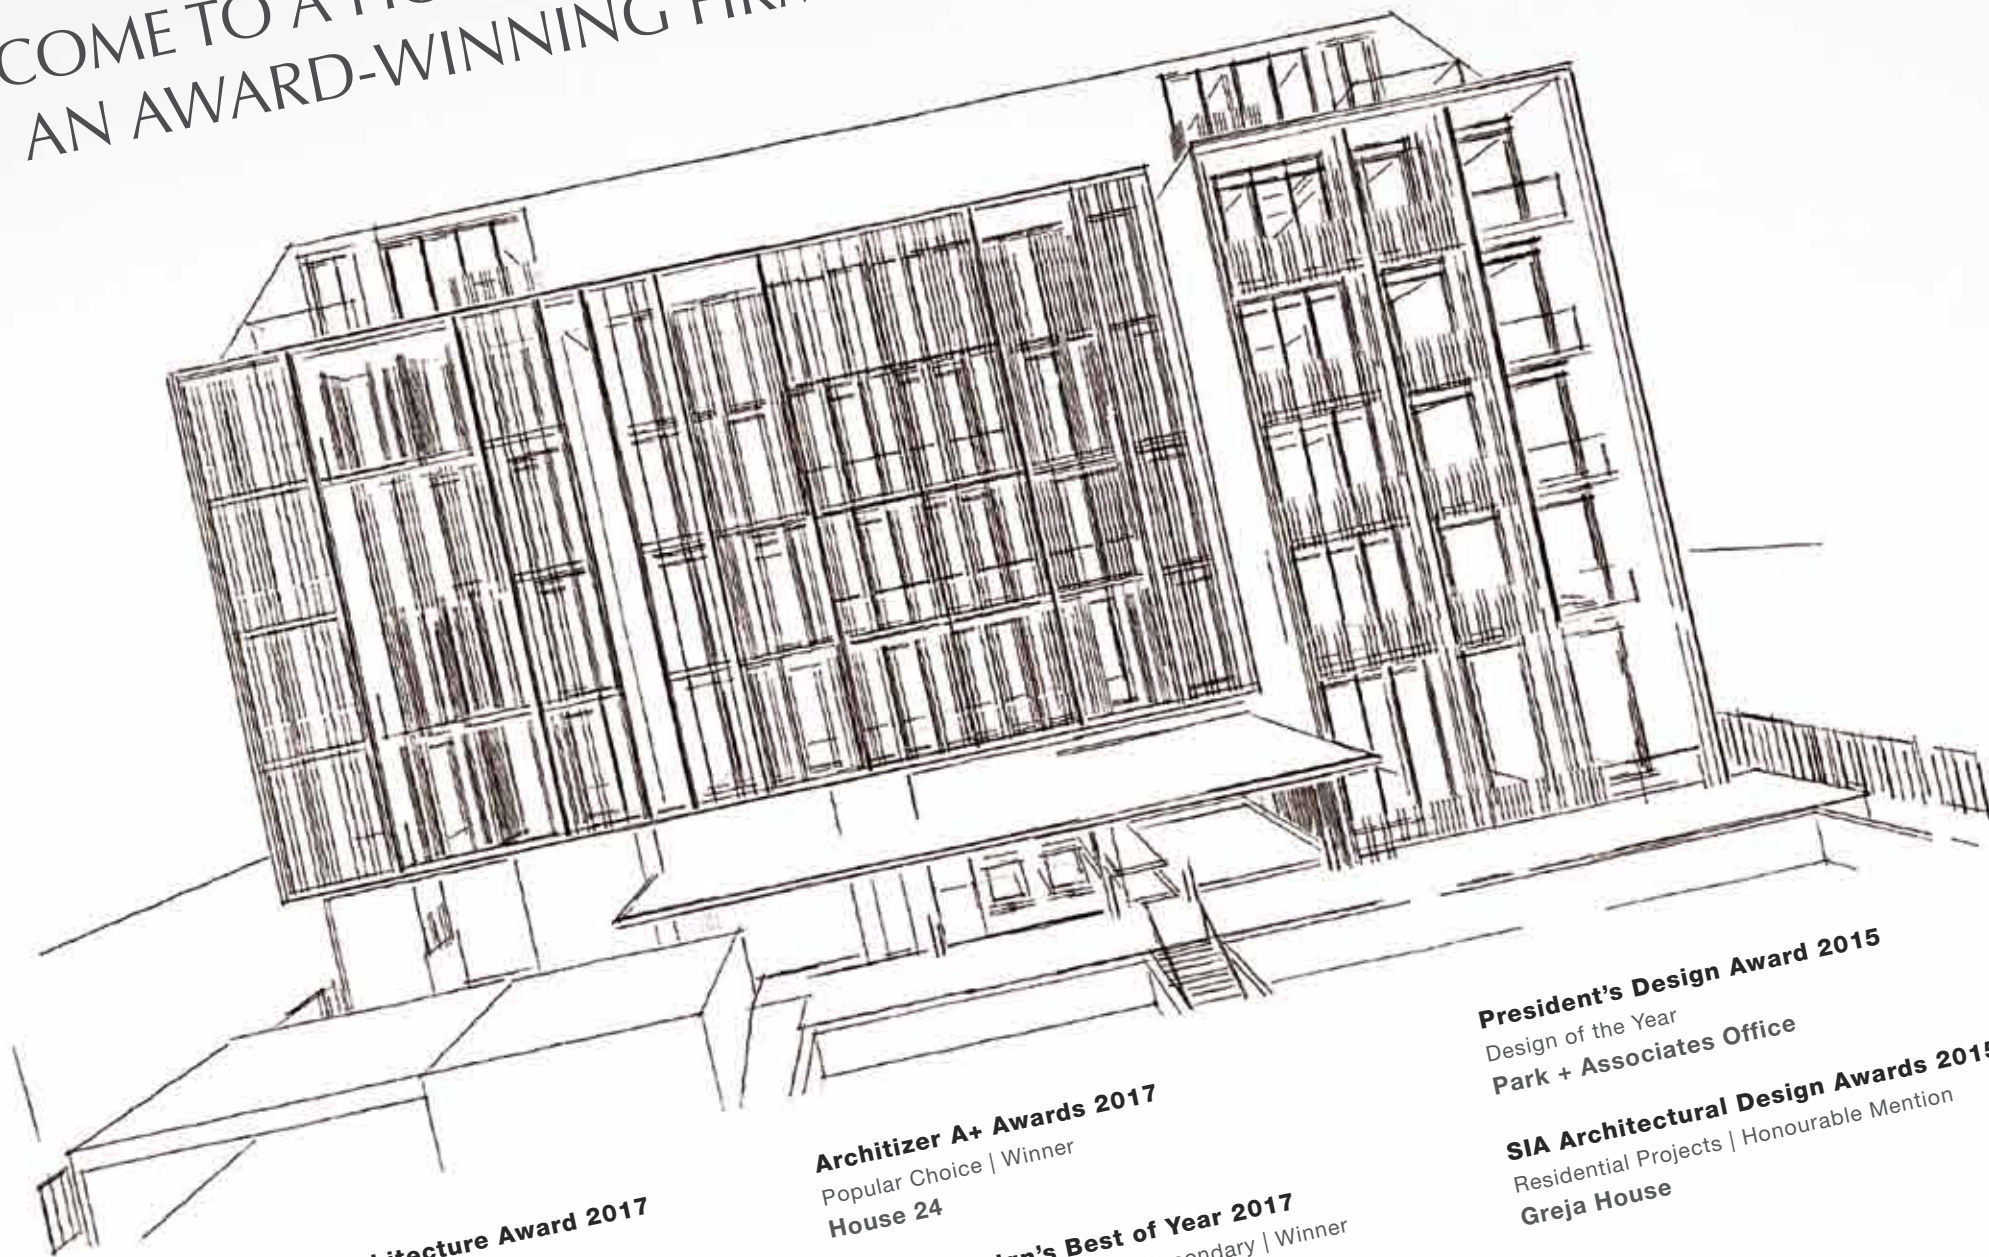 TO A
AN AWARD-WINNING
Award 2017
Architizer A+ Awards 2017
Popular Choice | Winner
House 24
Best of Year 2017
| Winner
President's Design Award 2015
Design of the Year
Park + Associates Office
SIA Architectural Design Awards 2015
Residential Projects | Honourable Mention
Greja House